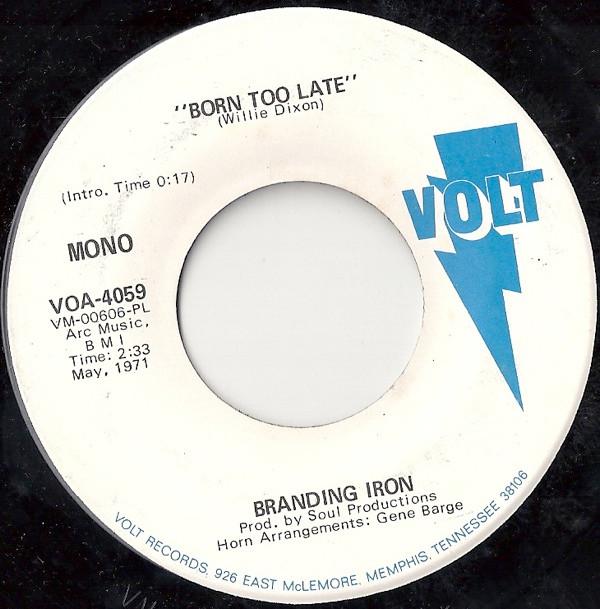 "BORN TOO LATE"
(Willie Dixon)
(Intro. Time 0:17)
MONO
VOLT
VOA-4059
VM-00606-PL
Arc Music,
B M I
Time: 2:33
May, 1971
BRANDING IRON
Prod. by Soul Productions
Horn Arrangements: Gene Barge
VOLT RECORDS, 926 EAST McLEMORE, MEMPHIS, TENNESSEE 38106